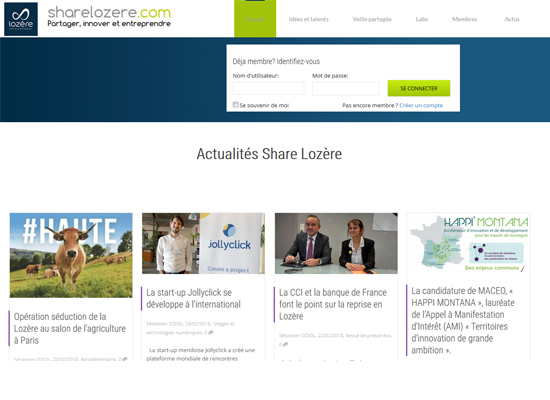 lozère
sharelozere.com
Partager, innover et entreprendre
Idées et talents
Veille partagée
Labs
Membres
Actus
Déja membre? Identifiez-vous
Nom d'utilisateur:
Mot de passe:
SE CONNECTER
Se souvenir de moi
Pas encore membre ? Créer un compte
Actualités Share Lozère
#HAUTE
jollyclick
Create a project
HAPPI MONTANA
Accélérateur d'innovation et de développement
pour les massifs de montagne
Des enjeux communs
Opération séduction de la
Lozère au salon de l'agriculture
à Paris
Sébastien OZIOL, 23/02/2018, Agroalimentaire, 0
La start-up Jollyclick se
développe à l'international
Sébastien OZIOL, 23/02/2018, Usages et
technologies numériques, 0
La start-up mendoise Jollyclick a créé une
plateforme mondiale de rencontres
La CCI et la banque de France
font le point sur la reprise en
Lozère
Sébastien OZIOL, 22/02/2018, Revue de presse éco,
0
La candidature de MACEO, «
HAPPI MONTANA », lauréate
de l'Appel à Manifestation
d'Intérêt (AMI) « Territoires
d'innovation de grande
ambition ».